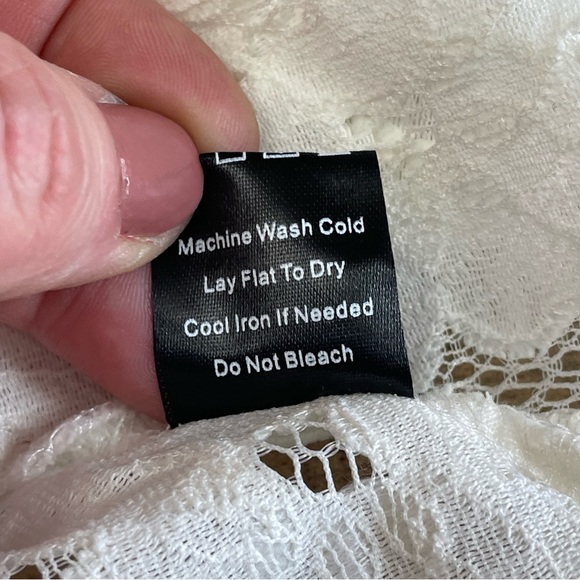 Machine Wash Cold
Lay Flat To Dry
Cool Iron If Needed
Do Not Bleach